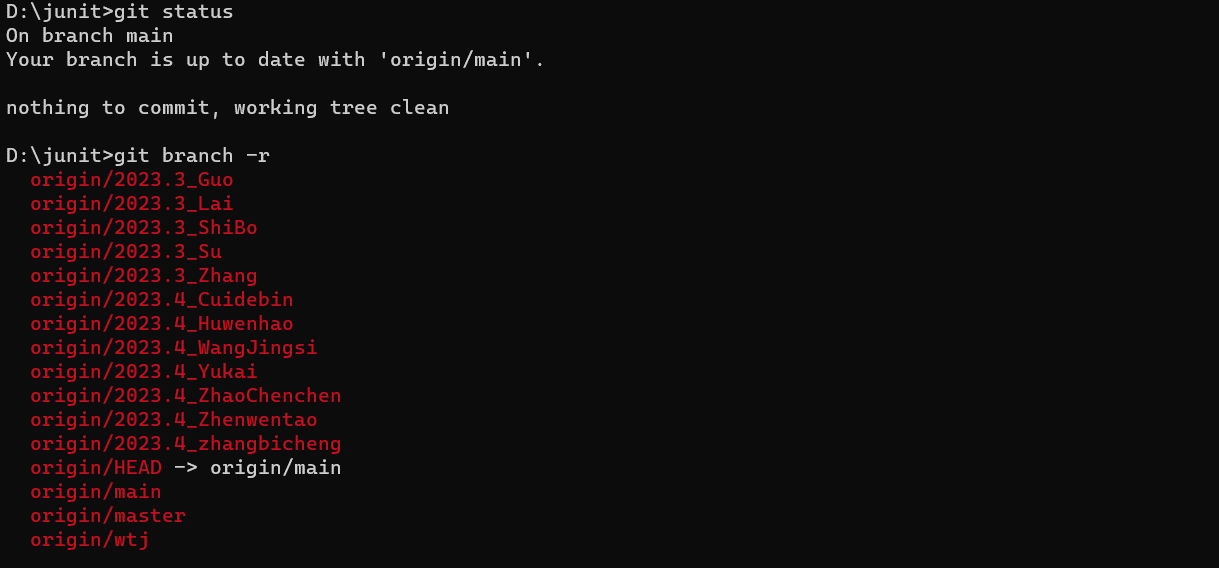 D:\junit>git status
On branch main
Your branch is up to date with 'origin/main'.
nothing to commit, working tree clean
D:\junit>git branch -r
origin/2023.3_Guo
origin/2023.3_Lai
origin/2023.3_ShiBo
origin/2023.3_Su
origin/2023.3_Zhang
origin/2023.4_Cuidebin
origin/2023.4_Huwenhao
origin/2023.4_WangJingsi
origin/2023.4_Yukai
origin/2023.4_ZhaoChenchen
origin/2023.4_Zhenwentao
origin/2023.4_zhangbicheng
origin/HEAD -> origin/main
origin/main
origin/master
origin/wtj